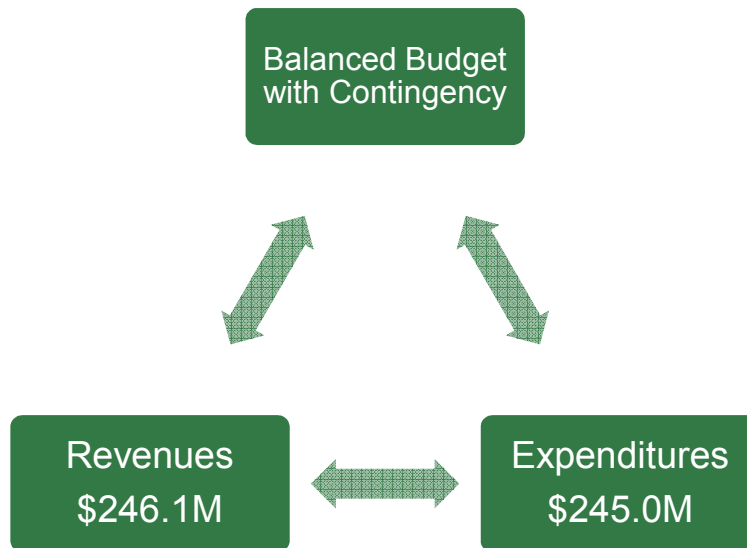 Balanced Budget
with Contingency
Revenues
$246.1M
Expenditures
$245.0M